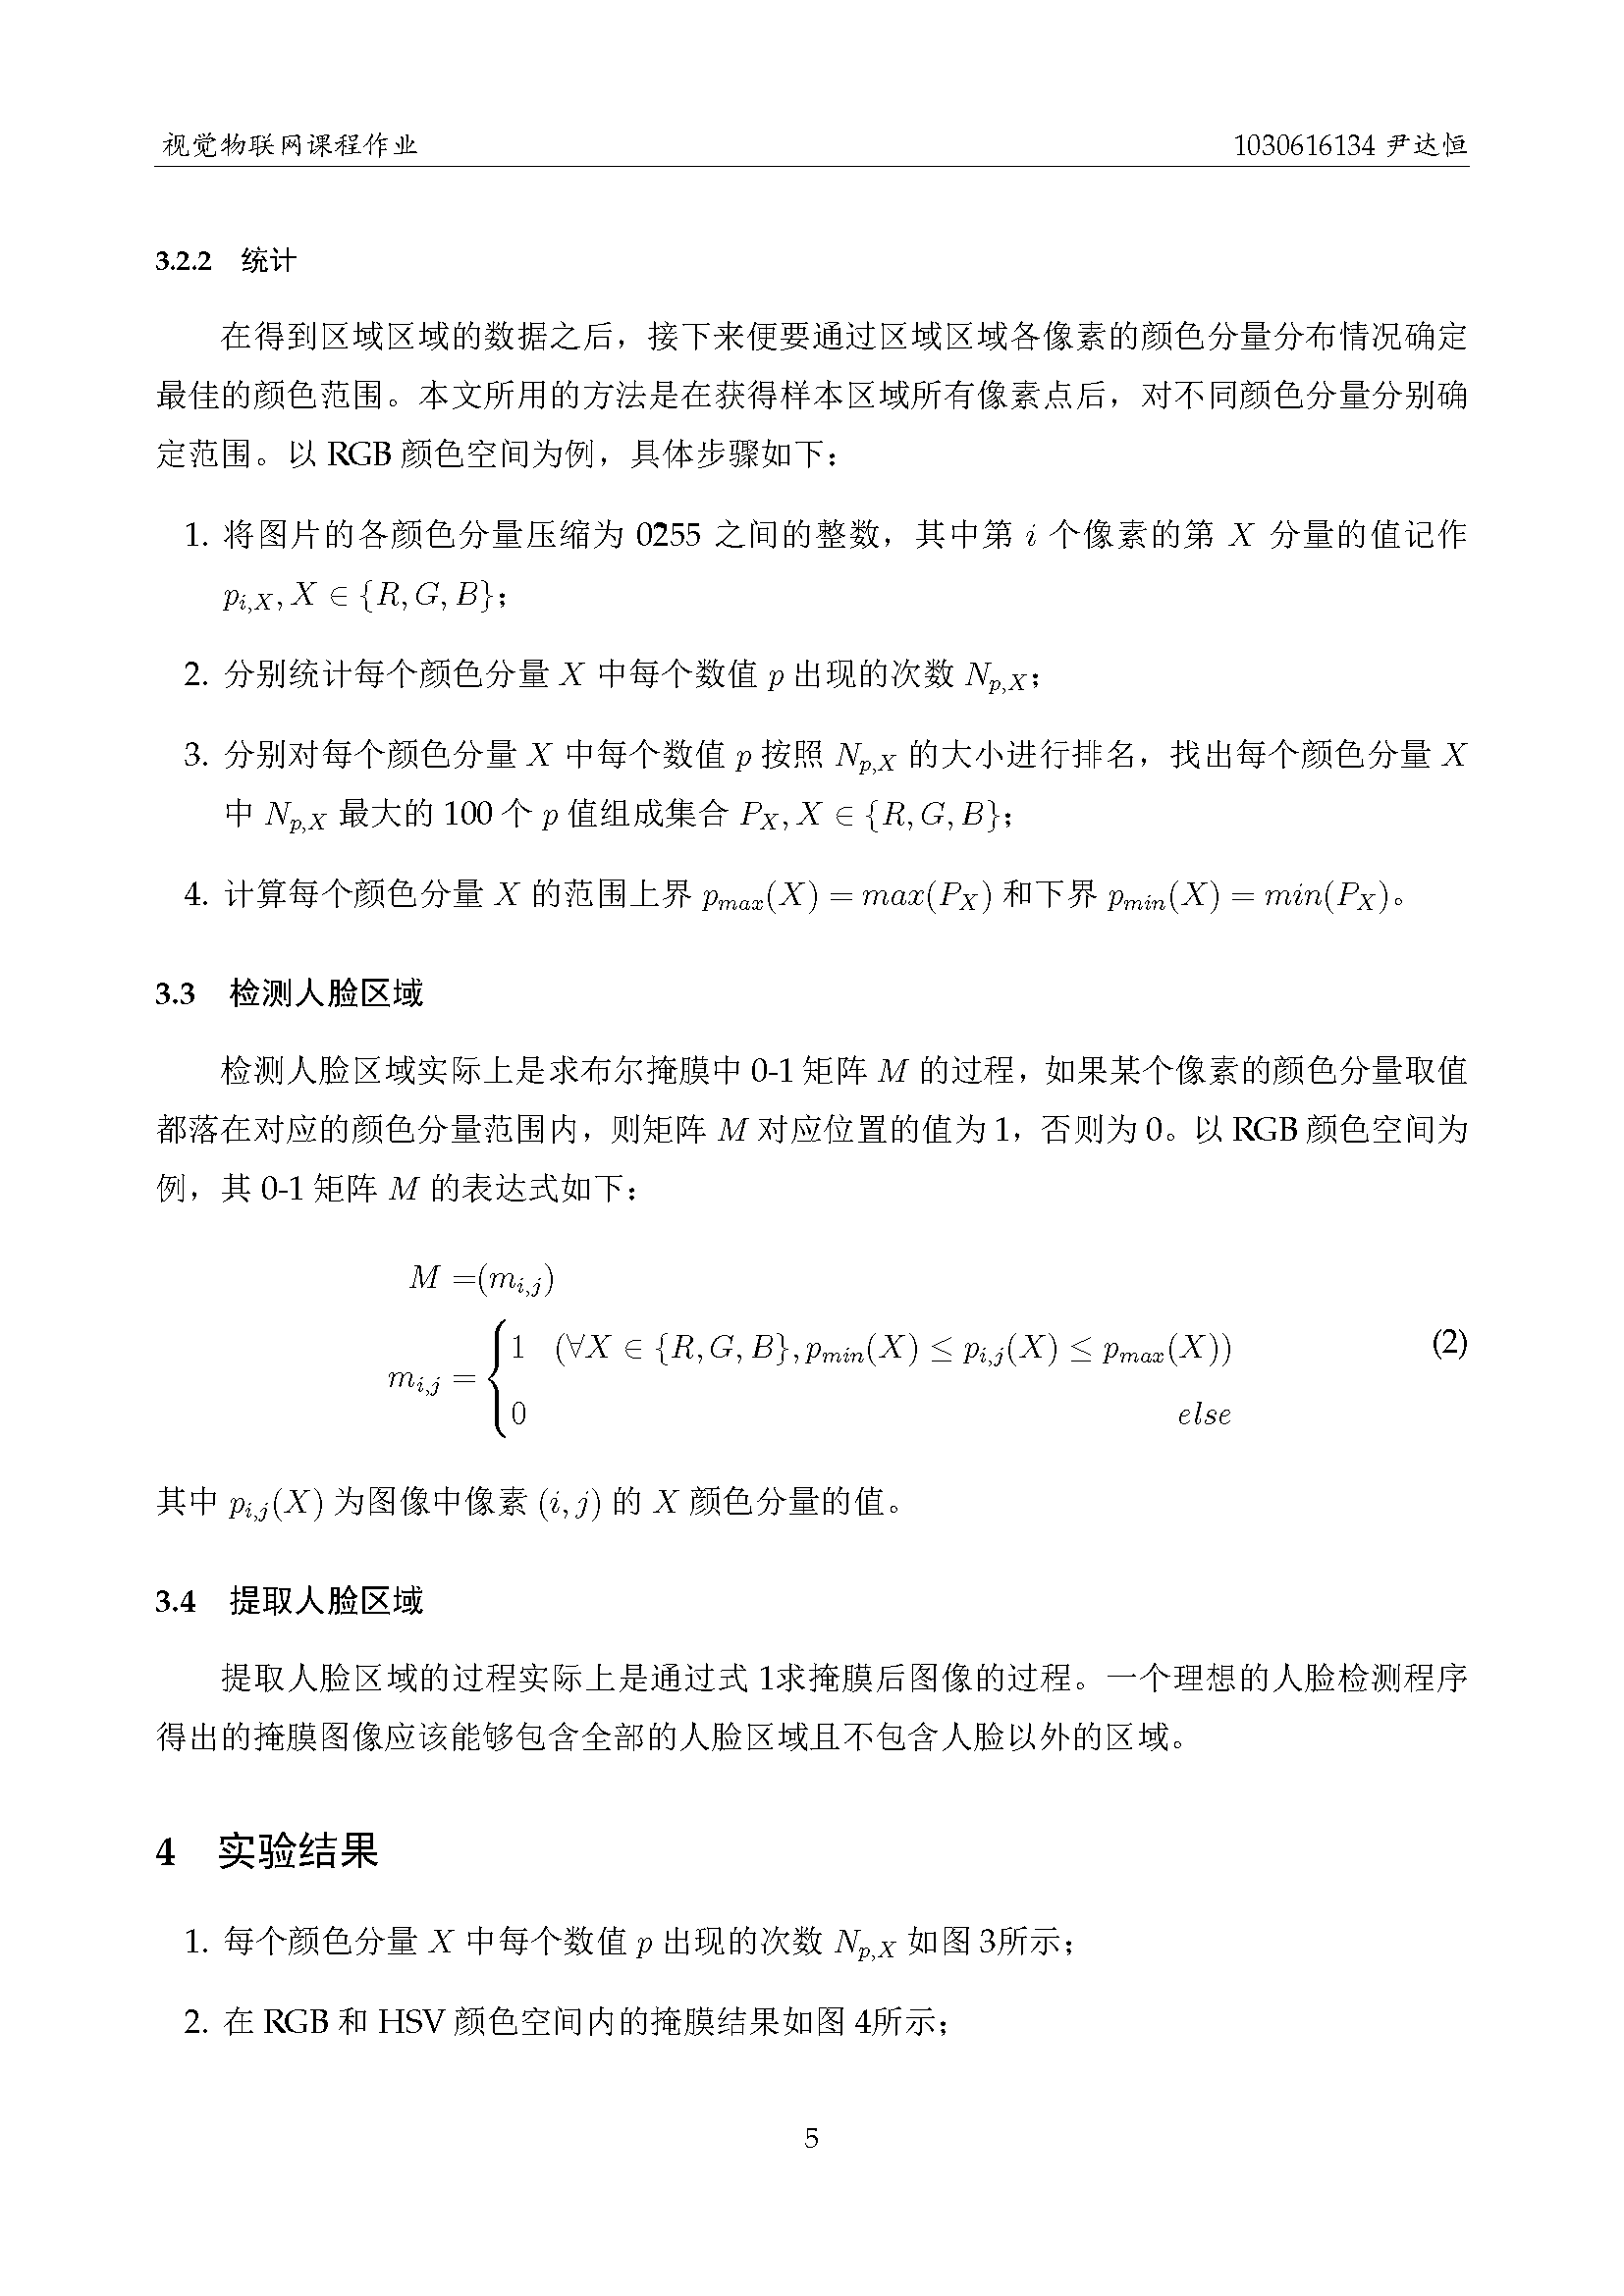 视觉物联网课程作业 1030616134 尹达恒
3.2.2 统计
在得到区域区域的数据之后，接下来便要通过区域区域各像素的颜色分量分布情况确定
最佳的颜色范围。本文所用的方法是在获得样本区域所有像素点后，对不同颜色分量分别确
定范围。以 RGB 颜色空间为例，具体步骤如下：
1. 将图片的各颜色分量压缩为 0255 之间的整数，其中第 i 个像素的第 X 分量的值记作
p_{i,X}, X ∈ {R, G, B}；
2. 分别统计每个颜色分量 X 中每个数值 p 出现的次数 N_{p,X}；
3. 分别对每个颜色分量 X 中每个数值 p 按照 N_{p,X} 的大小进行排名，找出每个颜色分量 X
中 N_{p,X} 最大的 100 个 p 值组成集合 P_X, X ∈ {R, G, B}；
4. 计算每个颜色分量 X 的范围上界 p_{max}(X) = max(P_X) 和下界 p_{min}(X) = min(P_X)。
3.3 检测人脸区域
检测人脸区域实际上是求布尔掩膜中 0-1 矩阵 M 的过程，如果某个像素的颜色分量取值
都落在对应的颜色分量范围内，则矩阵 M 对应位置的值为 1，否则为 0。以 RGB 颜色空间为
例，其 0-1 矩阵 M 的表达式如下：
M =(m_{i,j})
m_{i,j} = { 1 (∀X ∈ {R, G, B}, p_{min}(X) ≤ p_{i,j}(X) ≤ p_{max}(X)) (2)
0 else
其中 p_{i,j}(X) 为图像中像素 (i, j) 的 X 颜色分量的值。
3.4 提取人脸区域
提取人脸区域的过程实际上是通过式 1求掩膜后图像的过程。一个理想的人脸检测程序
得出的掩膜图像应该能够包含全部的人脸区域且不包含人脸以外的区域。
4 实验结果
1. 每个颜色分量 X 中每个数值 p 出现的次数 N_{p,X} 如图 3所示；
2. 在 RGB 和 HSV 颜色空间内的掩膜结果如图 4所示；
5